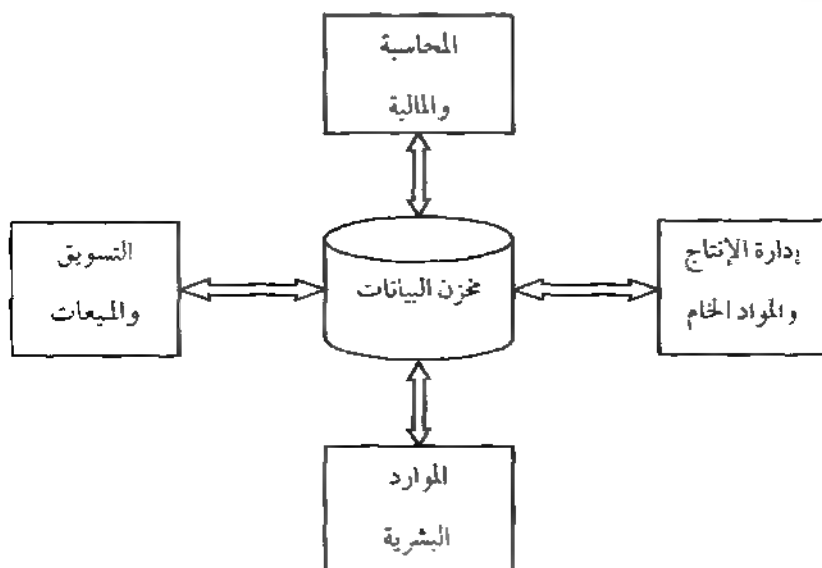 المحاسبة
والمالية
إدارة الإنتاج
والمواد الخام
مخزن البيانات
التسويق
والمبيعات
الموارد
البشرية